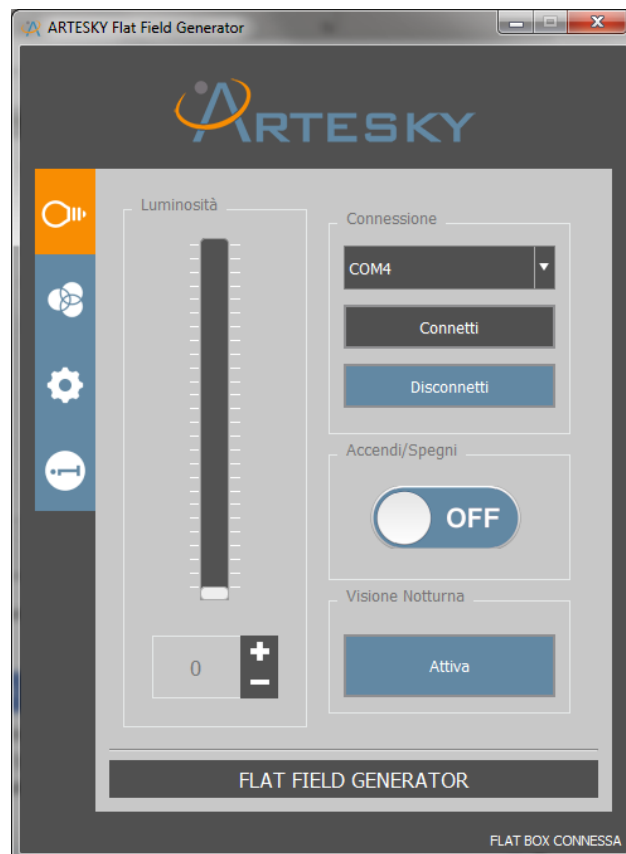 ARTESKY Flat Field Generator
ARTESKY
Luminosità
Connessione
COM4
Connetti
Disconnetti
Accendi/Spegni
OFF
Visione Notturna
0
Attiva
FLAT FIELD GENERATOR
FLAT BOX CONNESSA